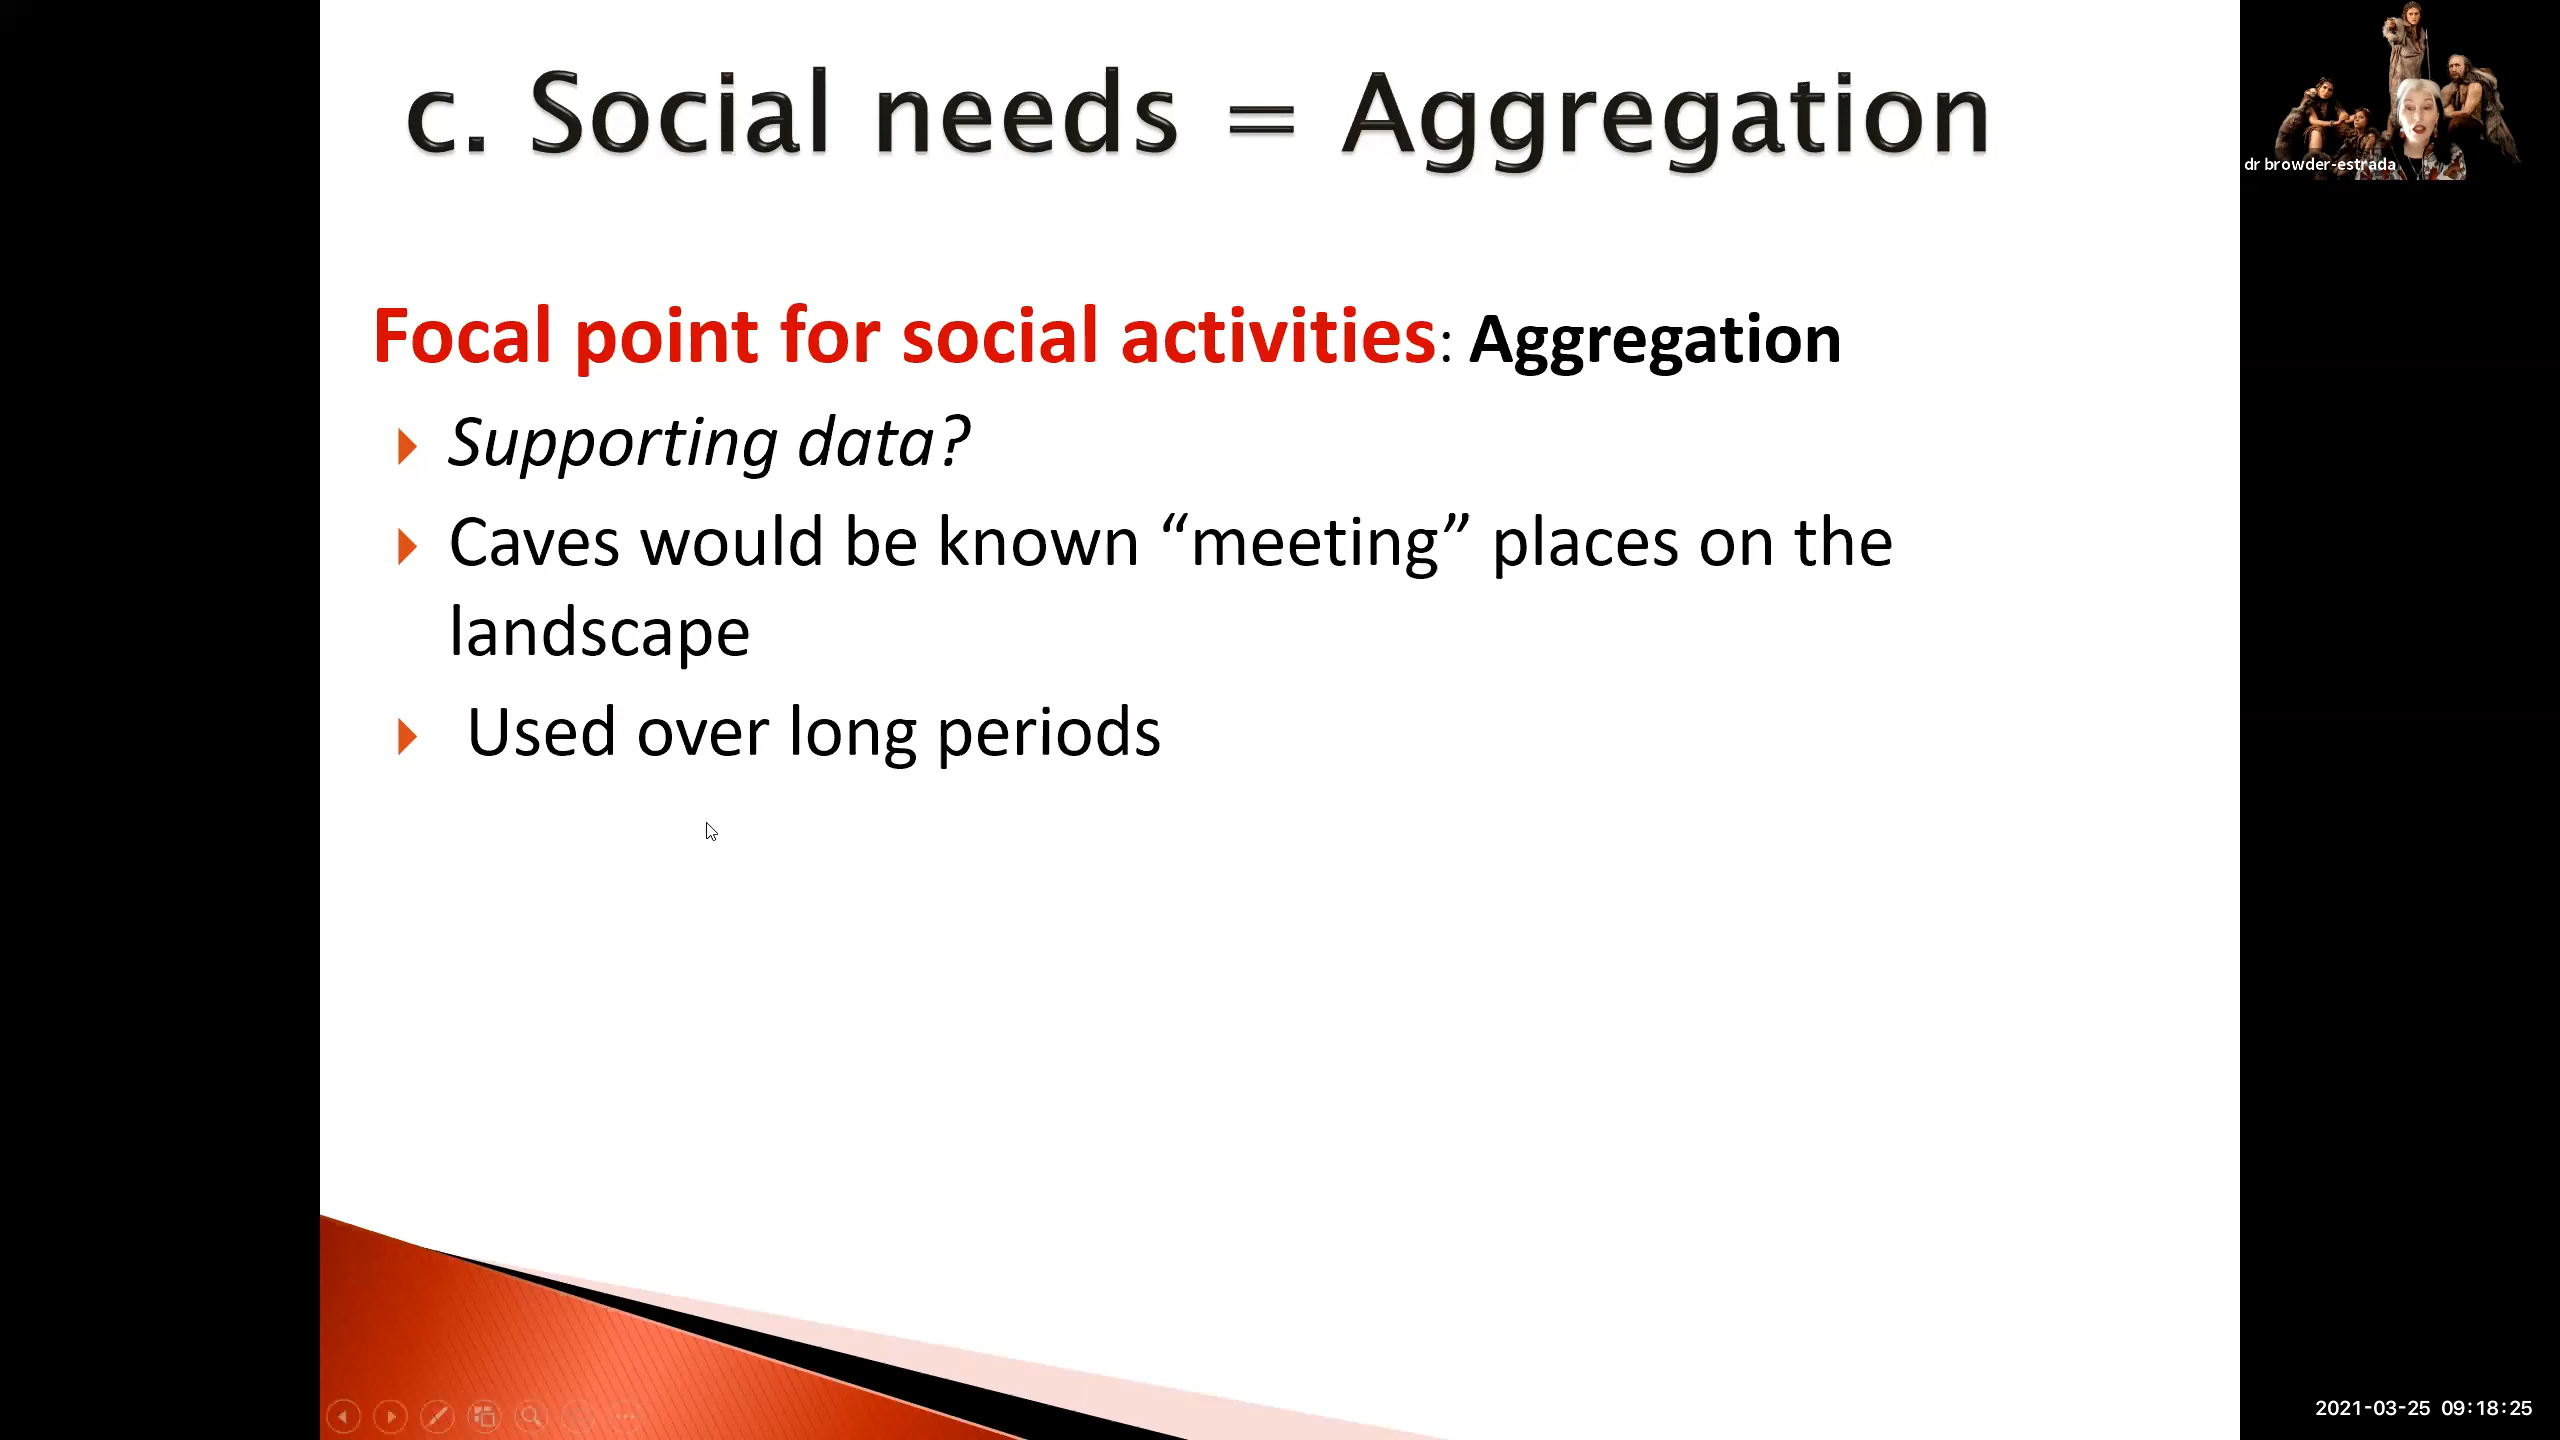 c. Social needs = Aggregation
dr browder-estrada
Focal point for social activities: Aggregation
Supporting data?
Caves would be known “meeting” places on the
landscape
Used over long periods
2021-03-25 09:18:25